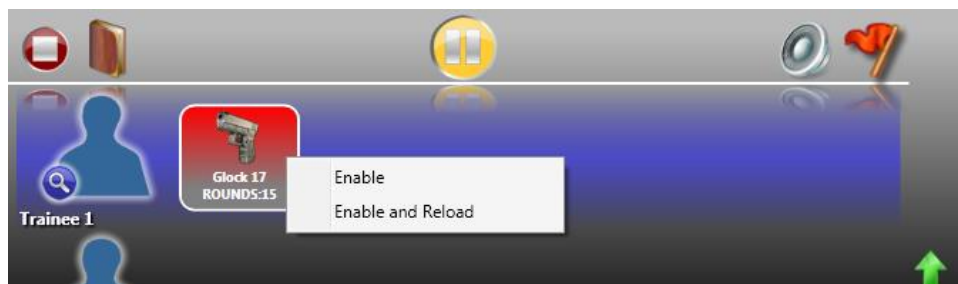 Glock 17
ROUNDS:15
Enable
Enable and Reload
Trainee 1